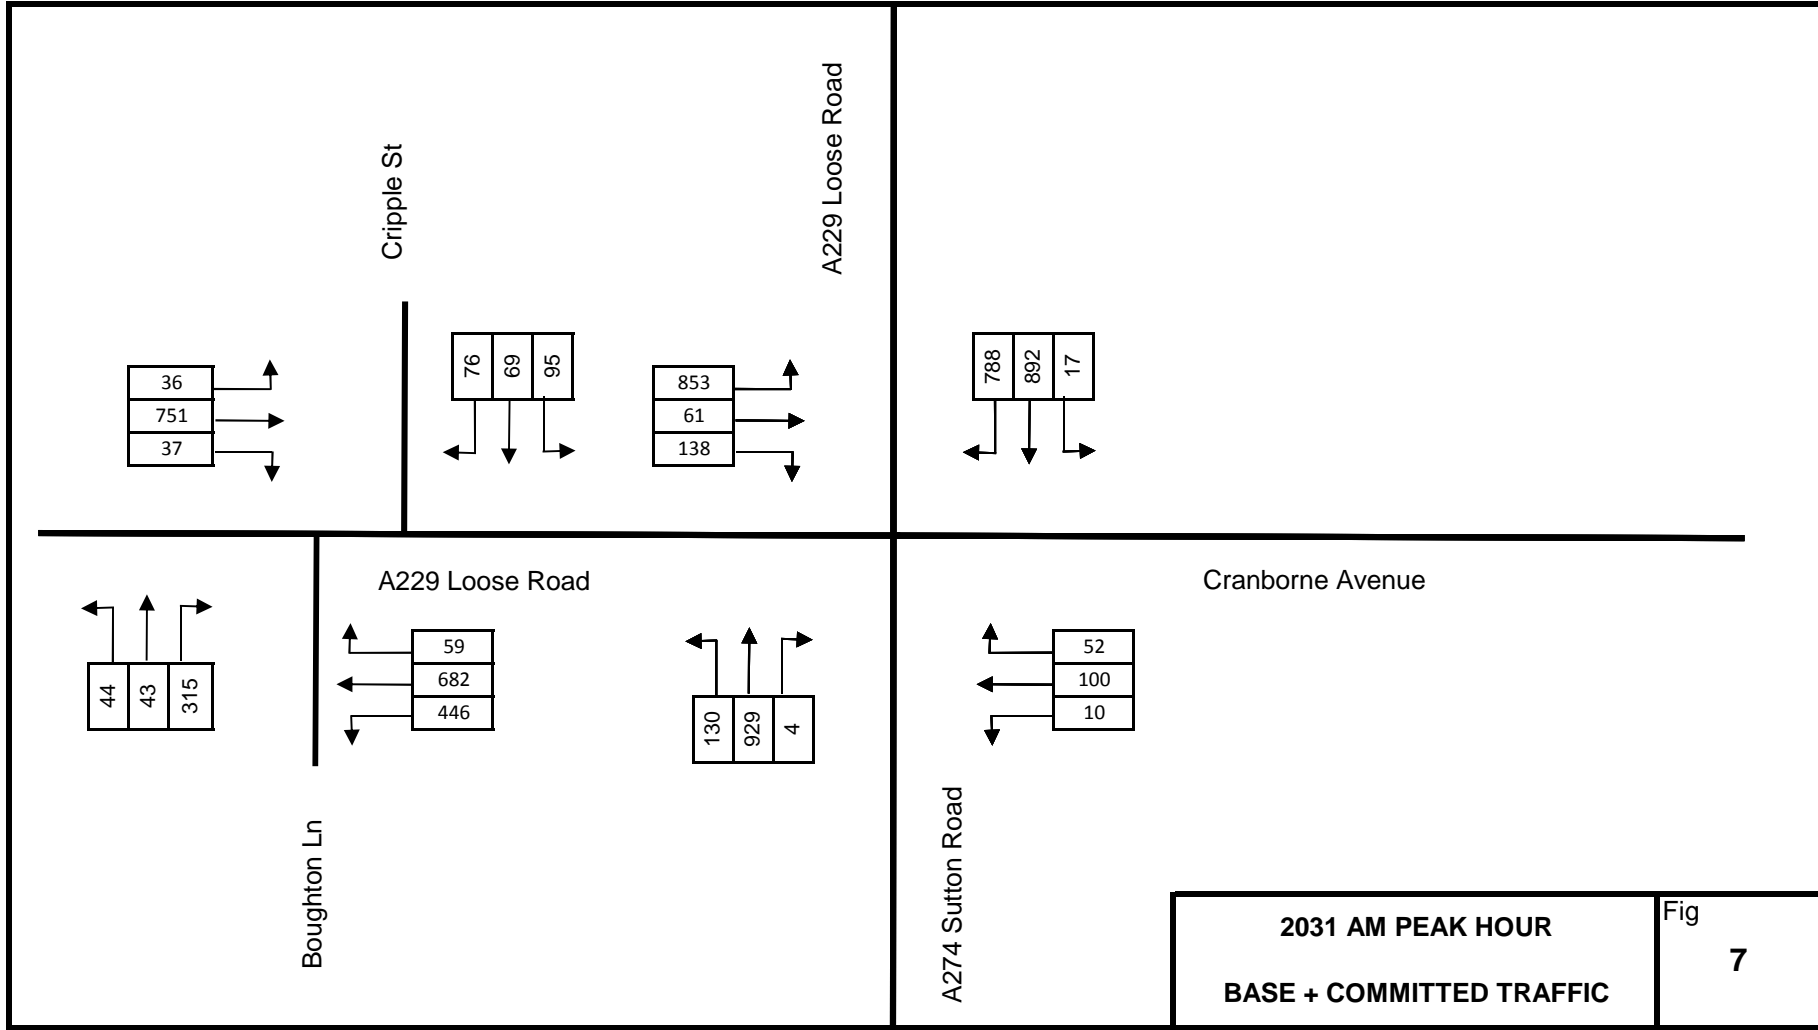 Cripple St
A229 Loose Road
36
751
37
76
69
95
853
61
138
788
892
17
A229 Loose Road
Cranborne Avenue
44
43
315
59
682
446
130
929
4
52
100
10
Boughton Ln
A274 Sutton Road
2031 AM PEAK HOUR
BASE + COMMITTED TRAFFIC
Fig
7